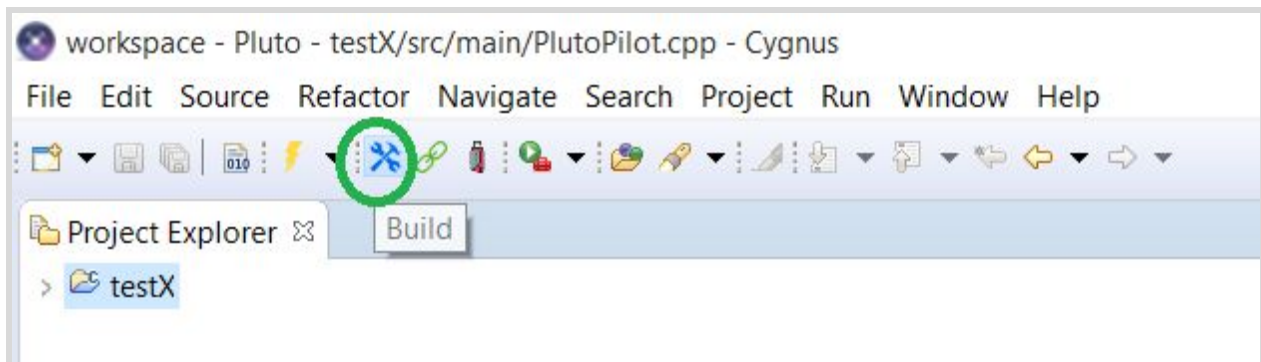 workspace - Pluto - testX/src/main/PlutoPilot.cpp - Cygnus
File Edit Source Refactor Navigate Search Project Run Window Help
010
Project Explorer
Build
testX